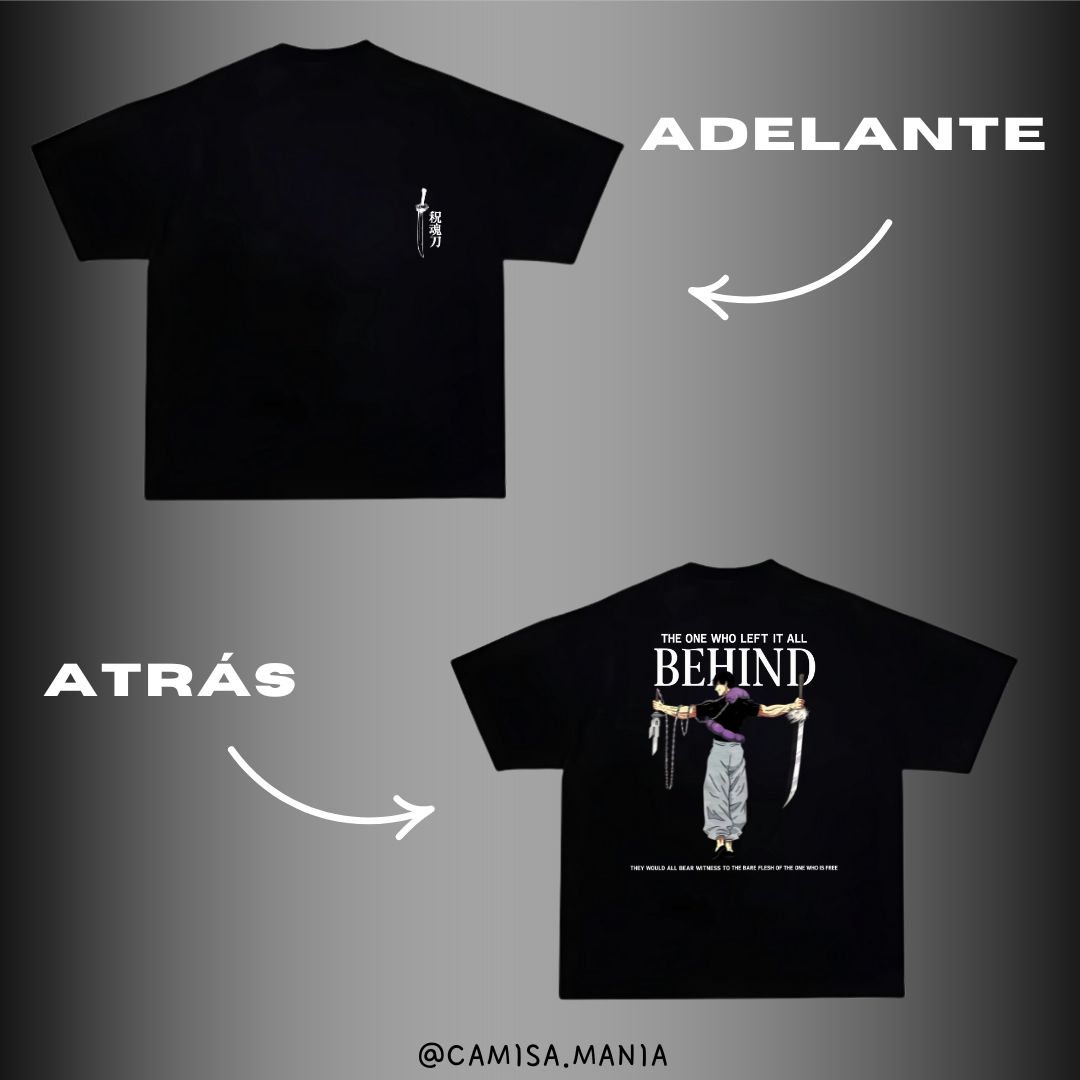 ADELANTE
祝
魂
刀
THE ONE WHO LEFT IT ALL
BEHIND
ATRÁS
THEY WOULD ALL BEAR WITNESS TO THE BARE FLESH OF THE ONE WHO IS FREE
@CAMISA.MANIA